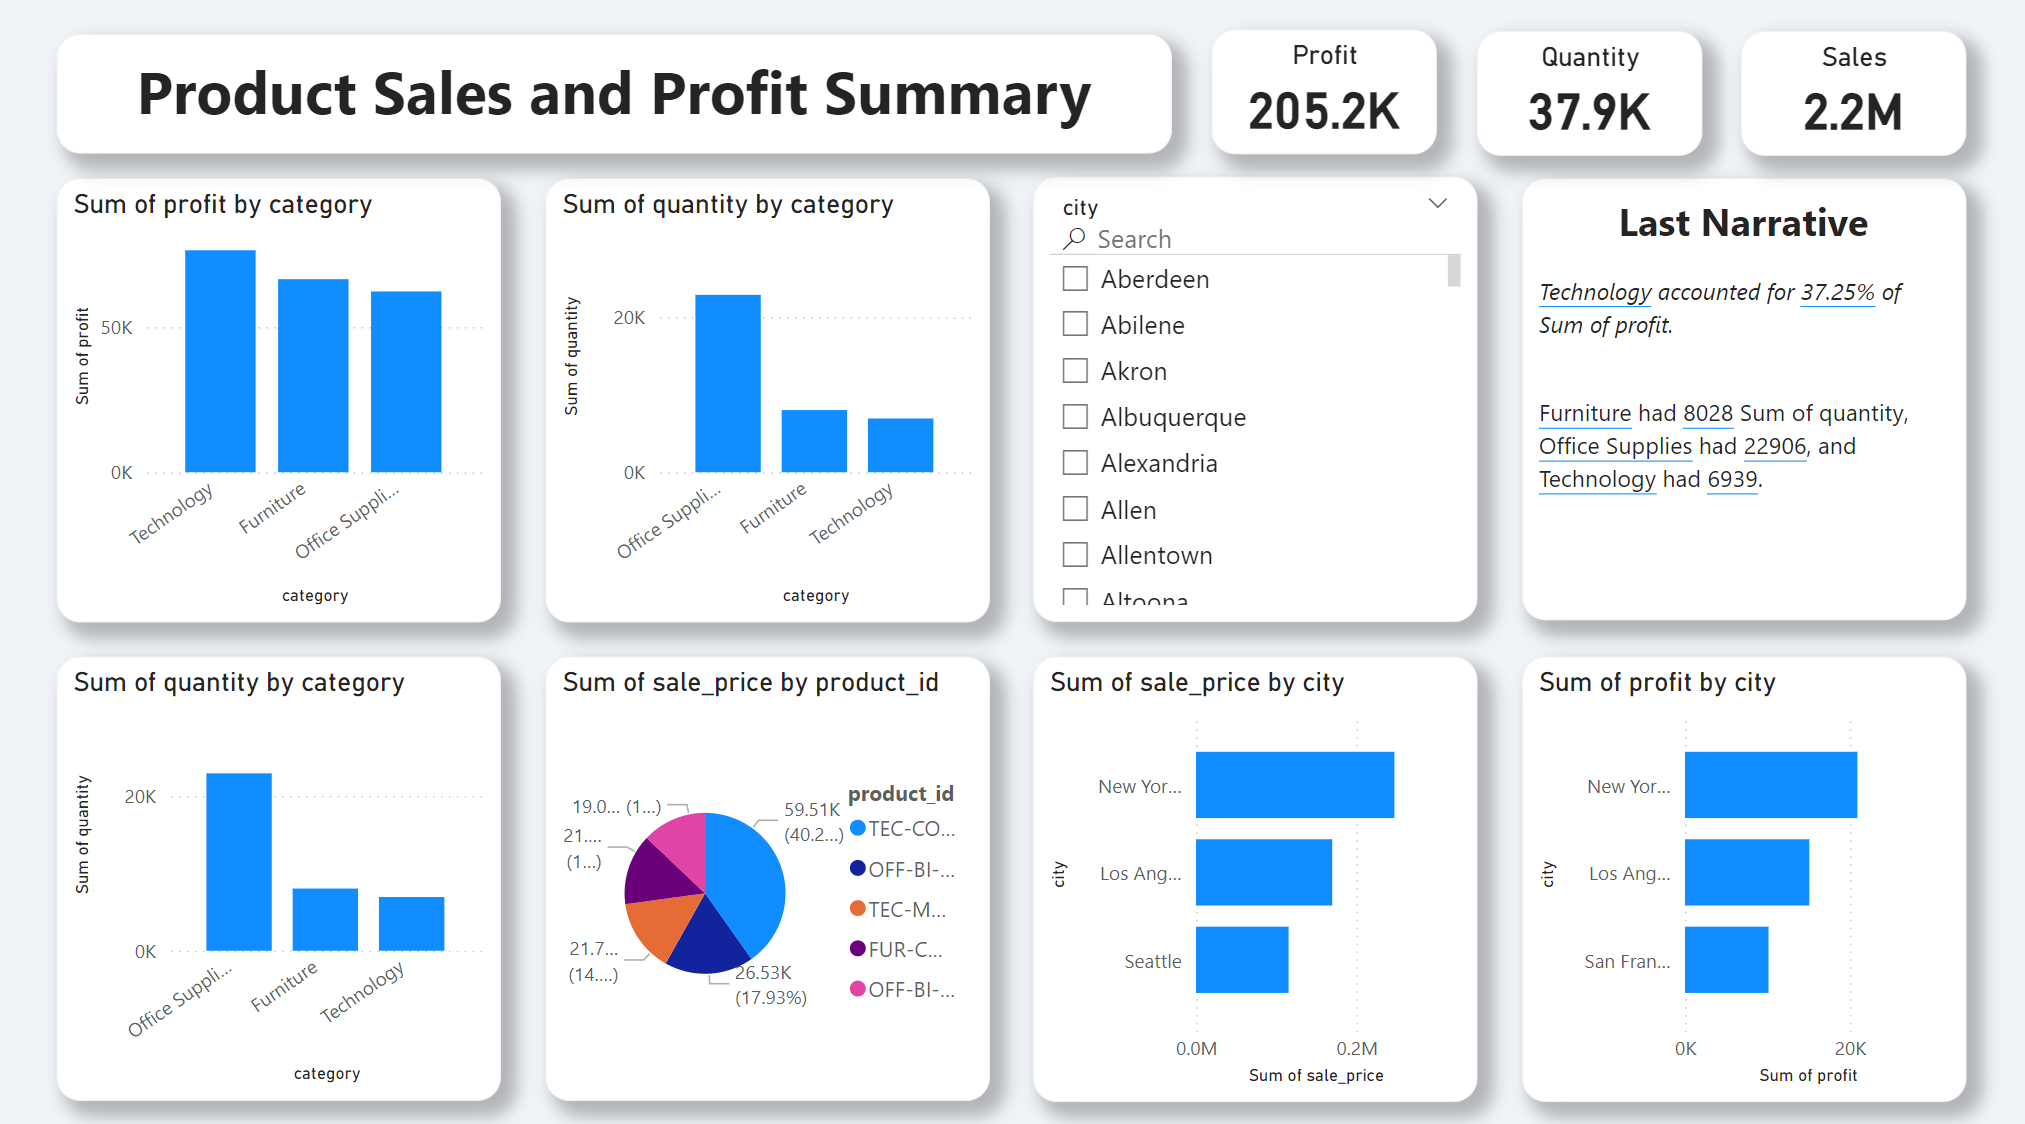 Product Sales and Profit Summary
Profit
205.2K
Quantity
37.9K
Sales
2.2M
Sum of profit by category
Sum of profit
50K
0K
Technology
Furniture
Office Suppli...
category
Sum of quantity by category
Sum of quantity
20K
0K
Office Suppli...
Furniture
Technology
category
city
Search
Aberdeen
Abilene
Akron
Albuquerque
Alexandria
Allen
Allentown
Altoona
Last Narrative
Technology accounted for 37.25% of
Sum of profit.
Furniture had 8028 Sum of quantity,
Office Supplies had 22906, and
Technology had 6939.
Sum of quantity by category
Sum of quantity
20K
0K
Office Suppli...
Furniture
Technology
category
Sum of sale_price by product_id
19.0... (1...)
21....
(1...)
21.7...
(14....)
26.53K
(17.93%)
59.51K
(40.2...)
product_id
TEC-CO...
OFF-BI-...
TEC-M...
FUR-C...
OFF-BI-...
Sum of sale_price by city
city
New Yor...
Los Ang...
Seattle
0.0M
0.2M
Sum of sale_price
Sum of profit by city
city
New Yor...
Los Ang...
San Fran...
0K
20K
Sum of profit